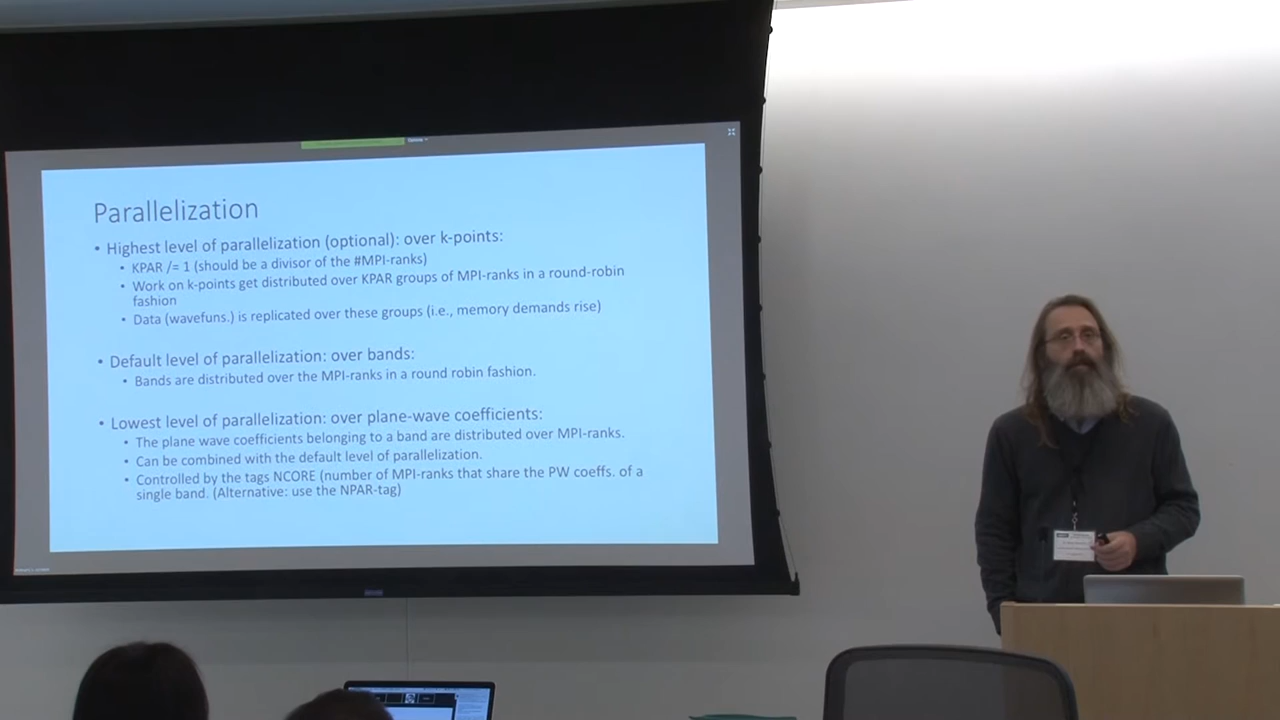 Parallelization
• Highest level of parallelization (optional): over k-points:
• KPAR /= 1 (should be a divisor of the #MPI-ranks)
• Work on k-points get distributed over KPAR groups of MPI-ranks in a round-robin
fashion
• Data (wavefuns.) is replicated over these groups (i.e., memory demands rise)
• Default level of parallelization: over bands:
• Bands are distributed over the MPI-ranks in a round robin fashion.
• Lowest level of parallelization: over plane-wave coefficients:
• The plane wave coefficients belonging to a band are distributed over MPI-ranks.
• Can be combined with the default level of parallelization.
• Controlled by the tags NCORE (number of MPI-ranks that share the PW coeffs. of a
single band. (Alternative: use the NPAR-tag)